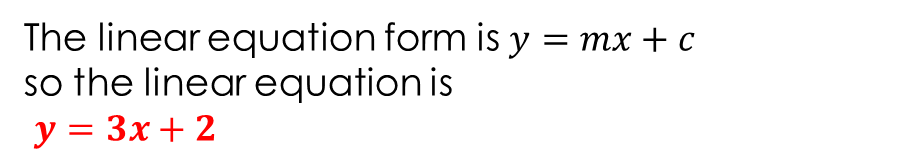 The linear equation form is y = mx + c
so the linear equation is
y = 3x + 2